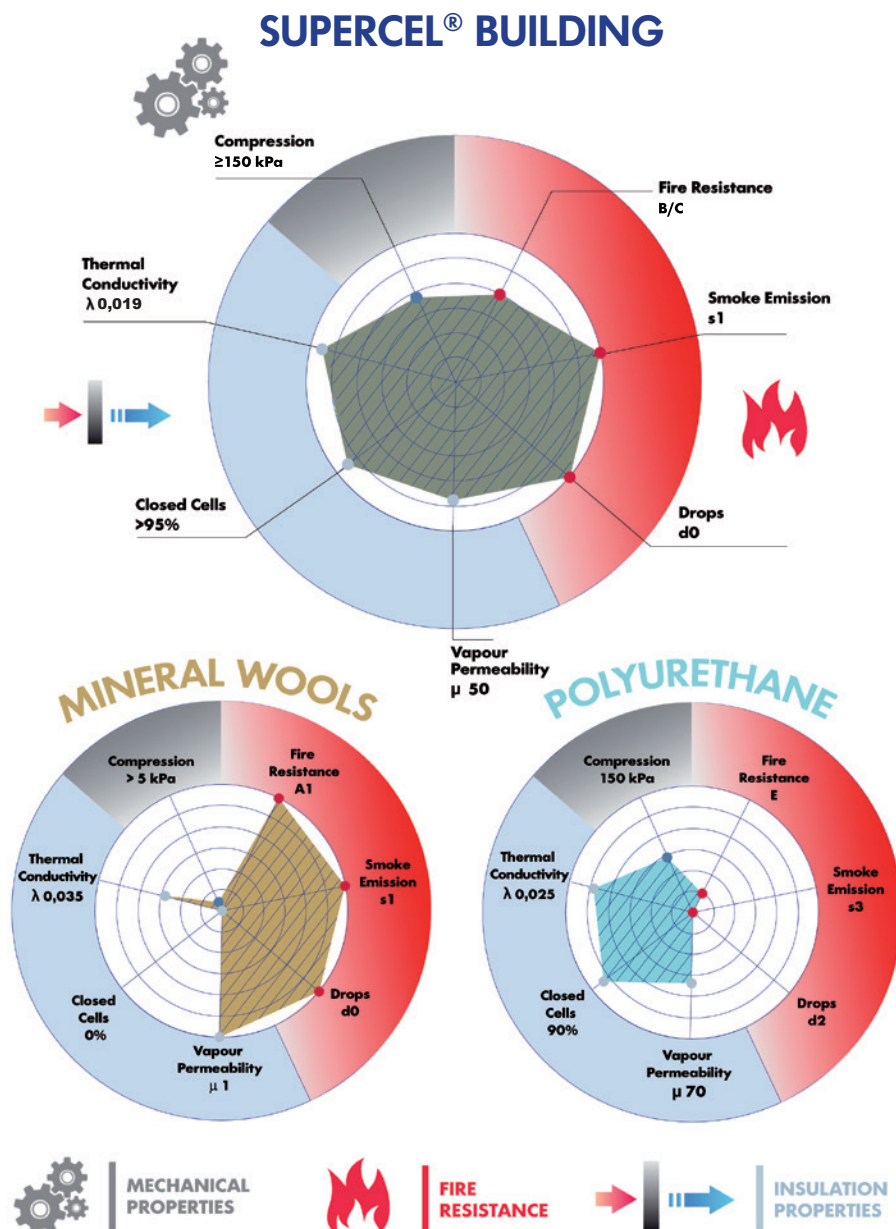 SUPERCEL® BUILDING
Compression
≥150 kPa
Fire Resistance
B/C
Thermal
Conductivity
λ 0,019
Smoke Emission
s1
Closed Cells
>95%
Drops
d0
Vapour
Permeability
μ 50
MINERAL WOOLS
Compression
> 5 kPa
Fire
Resistance
A1
Thermal
Conductivity
λ 0,035
Smoke
Emission
s1
Closed
Cells
0%
Drops
d0
Vapour
Permeability
μ 1
POLYURETHANE
Compression
150 kPa
Fire
Resistance
E
Thermal
Conductivity
λ 0,025
Smoke
Emission
s3
Closed
Cells
90%
Drops
d2
Vapour
Permeability
μ 70
MECHANICAL
PROPERTIES
FIRE
RESISTANCE
INSULATION
PROPERTIES